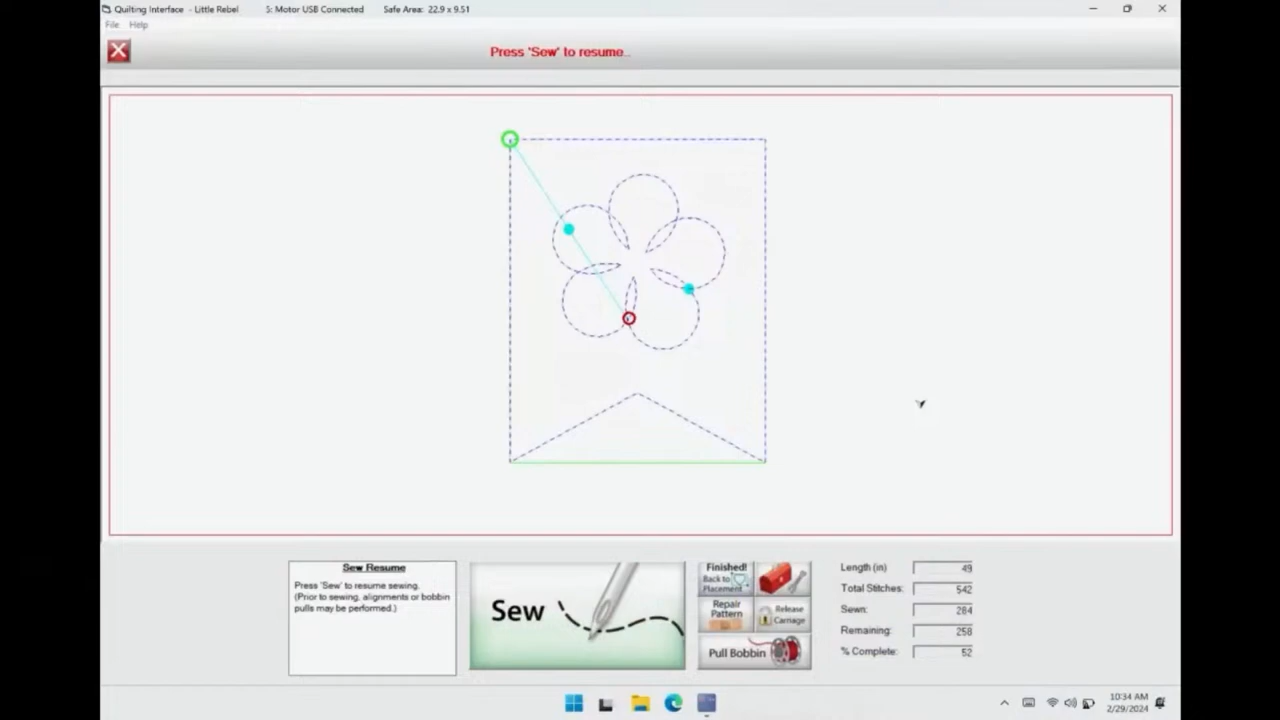 Quilting Interface - Little Rebel 5: Motor USB Connected Safe Area: 22.9 x 9.51
File Help
Press 'Sew' to resume..
Sew Resume
Press 'Sew' to resume sewing.
(Prior to sewing, alignments or bobbin
pulls may be performed.)
Sew
Finished!
Back to
Placement
Repair
Pattern
Release
Carriage
Pull Bobbin
Length (in) 49
Total Stitches: 542
Sewn: 284
Remaining: 258
% Complete: 52
10:34 AM
2/29/2024